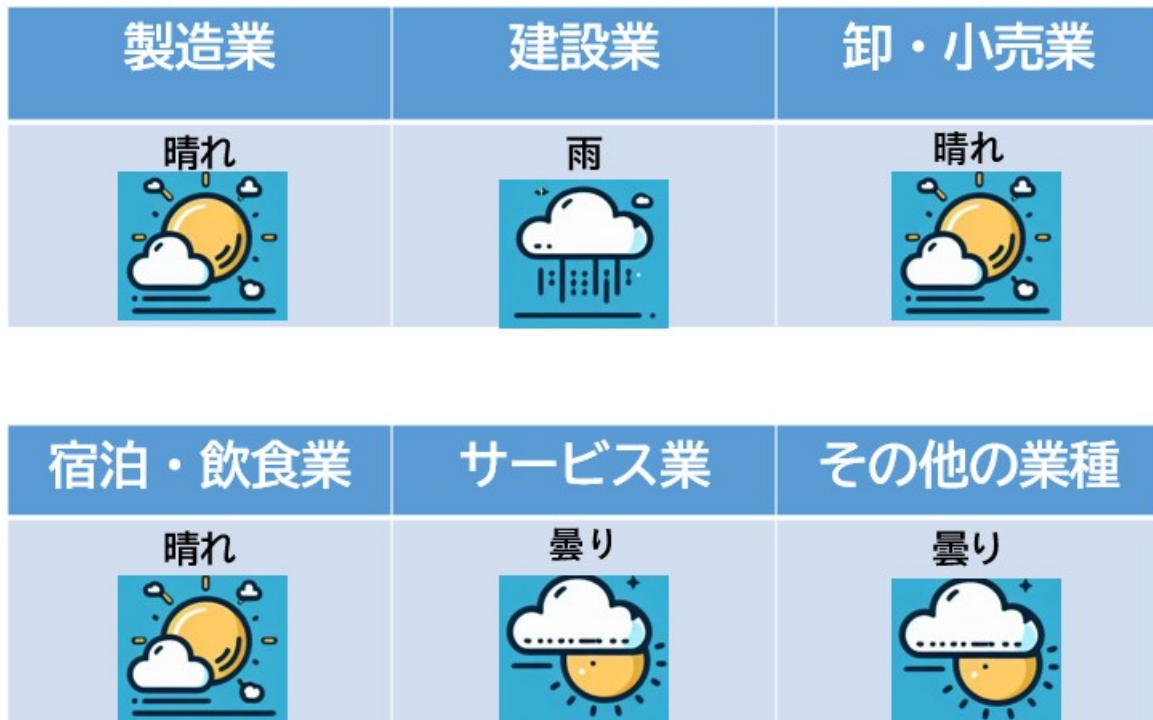 製造業 建設業 卸・小売業
晴れ 雨 晴れ
宿泊・飲食業 サービス業 その他の業種
晴れ 曇り 曇り